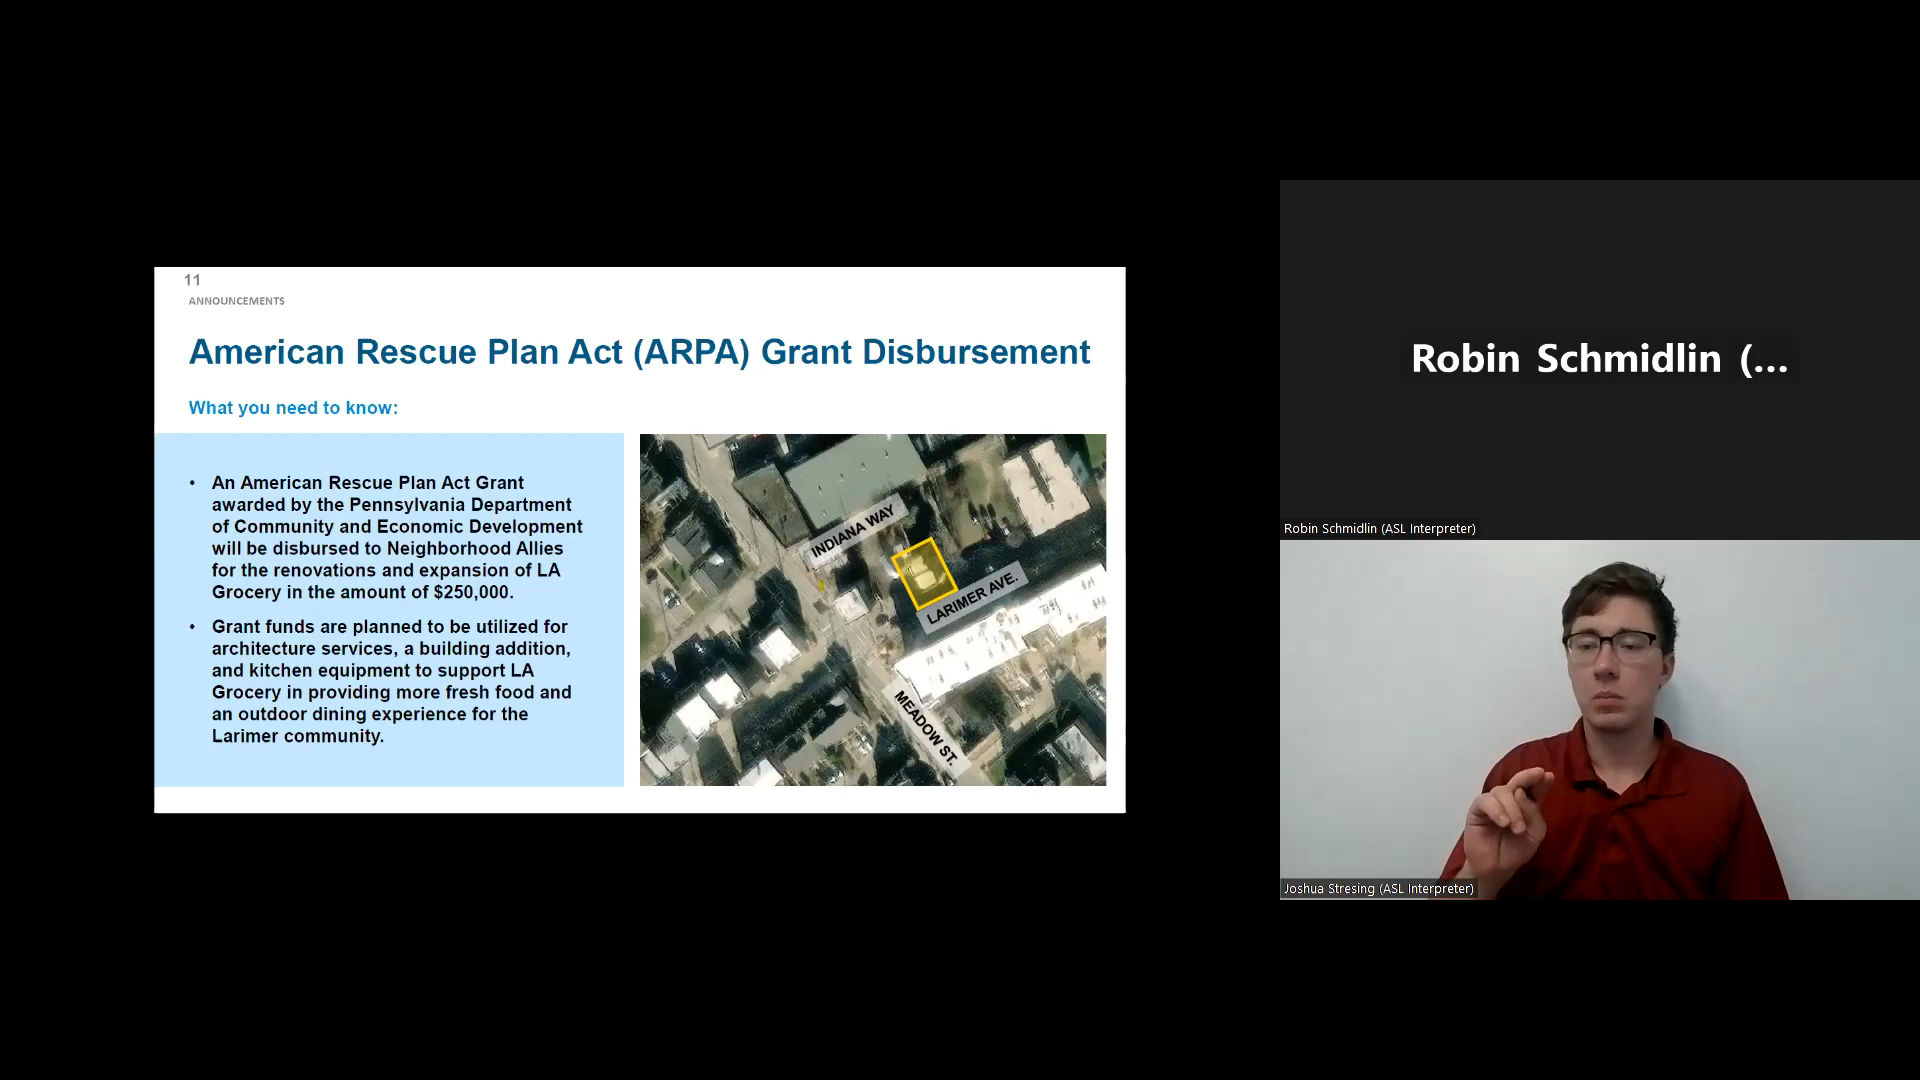 11
ANNOUNCEMENTS
American Rescue Plan Act (ARPA) Grant Disbursement
What you need to know:
• An American Rescue Plan Act Grant
awarded by the Pennsylvania Department
of Community and Economic Development
will be disbursed to Neighborhood Allies
for the renovations and expansion of LA
Grocery in the amount of $250,000.
• Grant funds are planned to be utilized for
architecture services, a building addition,
and kitchen equipment to support LA
Grocery in providing more fresh food and
an outdoor dining experience for the
Larimer community.
INDIANA WAY
LARIMER AVE.
MEADOW ST.
Robin Schmidlin (...
Robin Schmidlin (ASL Interpreter)
Joshua Stresing (ASL Interpreter)